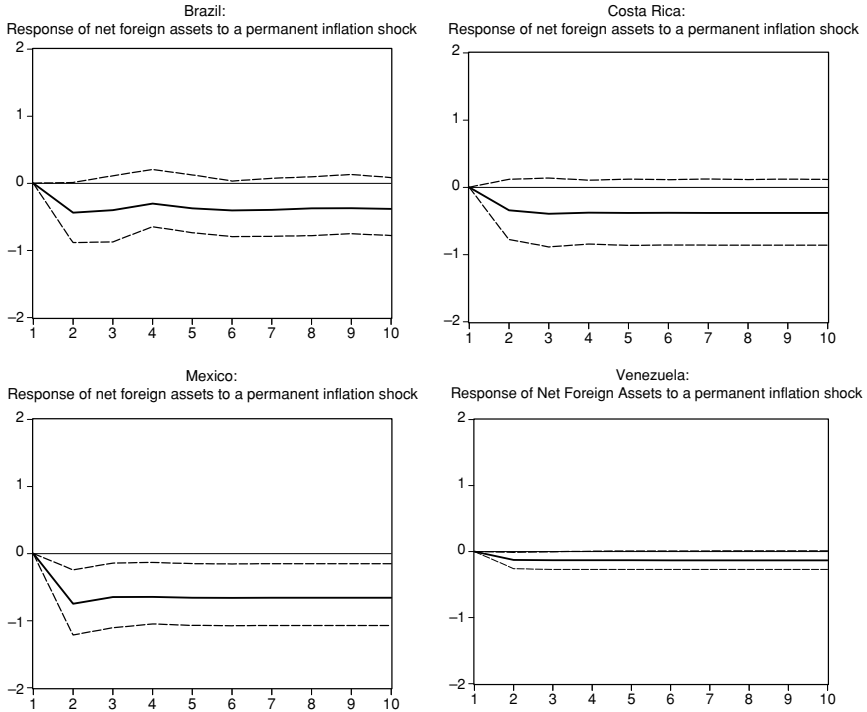 Brazil:
Response of net foreign assets to a permanent inflation shock
2
1
0
–1
–2
1 2 3 4 5 6 7 8 9 10
Costa Rica:
Response of net foreign assets to a permanent inflation shock
2
1
0
–1
–2
1 2 3 4 5 6 7 8 9 10
Mexico:
Response of net foreign assets to a permanent inflation shock
2
1
0
–1
–2
1 2 3 4 5 6 7 8 9 10
Venezuela:
Response of Net Foreign Assets to a permanent inflation shock
2
1
0
–1
–2
1 2 3 4 5 6 7 8 9 10